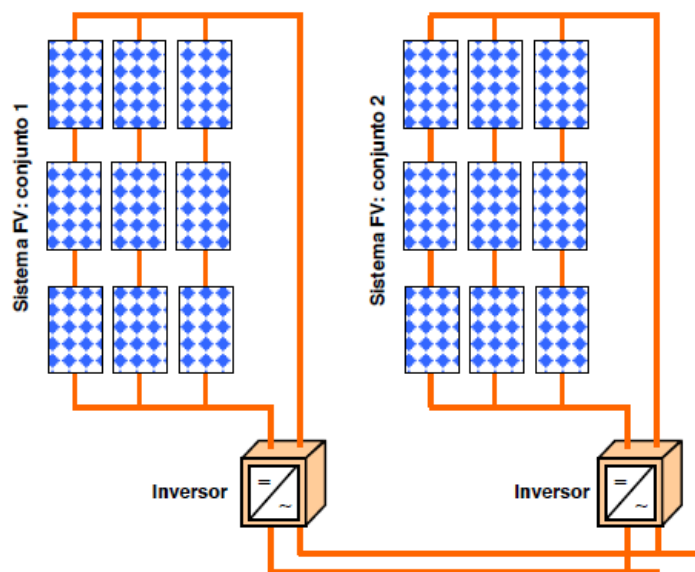 Sistema FV: conjunto 1
Sistema FV: conjunto 2
Inversor
=
~
Inversor
=
~